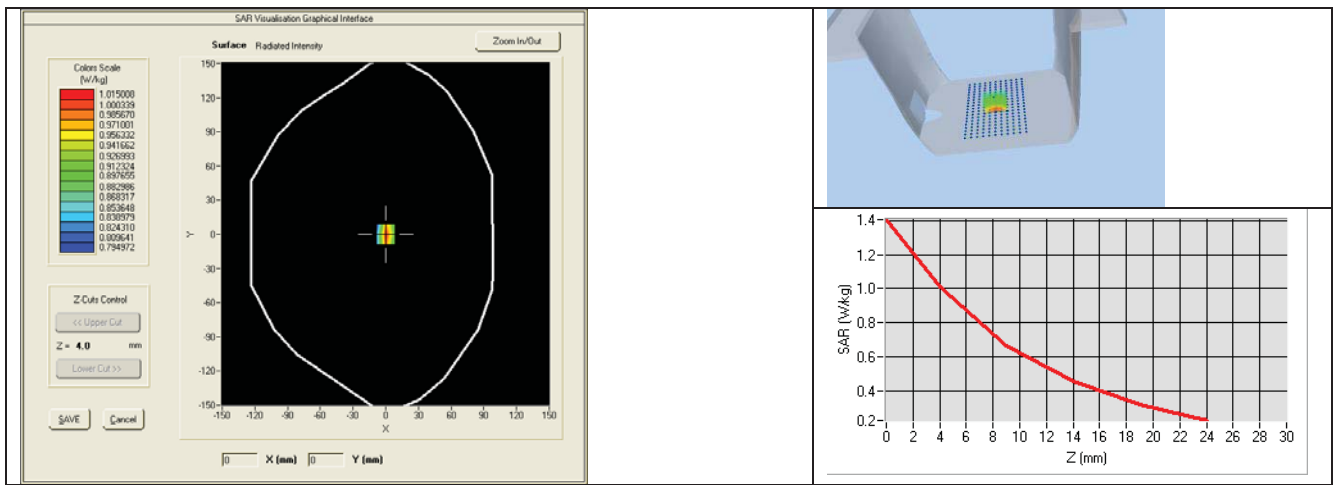 SAR Visualisation Graphical Interface
Surface Radiated Intensity
Zoom In/Out
Colors Scale
(W/kg)
1.015008
1.000339
0.985670
0.971001
0.956332
0.941662
0.926993
0.912324
0.897655
0.882986
0.868317
0.853648
0.838979
0.824310
0.809641
0.794972
Z-Cuts Control
<< Upper Cut
Z = 4.0 mm
Lower Cut >>
SAVE Cancel
150-
120-
90-
60-
30-
0-
-30-
-60-
-90-
-120-
-150-
Y
-150 -120 -90 -60 -30 0 30 60 90 120 150
X
0 X (mm) 0 Y (mm)
1.4-
1.2-
1.0-
0.8-
0.6-
0.4-
0.2-
SAR (W/kg)
0 2 4 6 8 10 12 14 16 18 20 22 24 26 28 30
Z (mm)